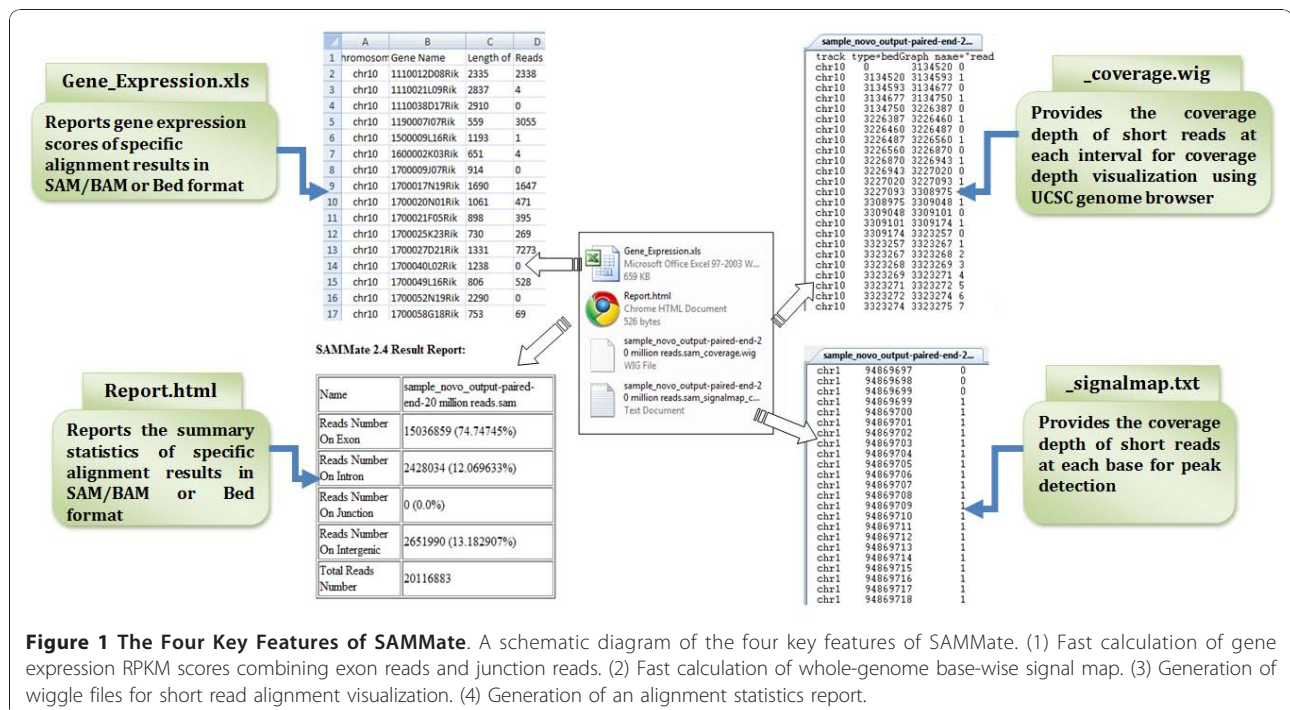 Gene_Expression.xls
Reports gene expression
scores of specific
alignment results in
SAM/BAM or Bed format
A B C D
1 hromosom Gene Name Length of Reads
2 chr10 1110012D08Rik 2335 2338
3 chr10 1110021L09Rik 2837 4
4 chr10 1110038D17Rik 2910 0
5 chr10 1190007I07Rik 559 3055
6 chr10 1500009L16Rik 1193 1
7 chr10 1600002K03Rik 651 4
8 chr10 1700009J07Rik 914 0
9 chr10 1700017N19Rik 1690 1647
10 chr10 1700020N01Rik 1061 471
11 chr10 1700021F05Rik 898 395
12 chr10 1700025K23Rik 730 269
13 chr10 1700027D21Rik 1331 7273
14 chr10 1700040L02Rik 1238 0
15 chr10 1700049L16Rik 806 528
16 chr10 1700052N19Rik 2290 0
17 chr10 1700058G18Rik 753 69
sample_novo_output-paired-end-2...
track type=bedGraph name="read
chr10 0 3134520 0
chr10 3134520 3134593 1
chr10 3134593 3134677 0
chr10 3134677 3134750 1
chr10 3134750 3226387 0
chr10 3226387 3226460 1
chr10 3226460 3226487 0
chr10 3226487 3226560 1
chr10 3226560 3226870 0
chr10 3226870 3226943 1
chr10 3226943 3227020 0
chr10 3227020 3227093 1
chr10 3227093 3308975
chr10 3308975 3309048 1
chr10 3309048 3309101 0
chr10 3309101 3309174 1
chr10 3309174 3323257 0
chr10 3323257 3323267 1
chr10 3323267 3323268 2
chr10 3323268 3323269 3
chr10 3323269 3323271 4
chr10 3323271 3323272 5
chr10 3323272 3323274 6
chr10 3323274 3323275 7
_coverage.wig
Provides the coverage
depth of short reads at
each interval for coverage
depth visualization using
UCSC genome browser
Gene_Expression.xls
Microsoft Office Excel 97-2003 W...
659 KB
Report.html
Chrome HTML Document
526 bytes
sample_novo_output-paired-end-2
0 million reads.sam_coverage.wig
WIG File
sample_novo_output-paired-end-2
0 million reads.sam_signalmap_c...
Text Document
Report.html
Reports the summary
statistics of specific
alignment results in
SAM/BAM or Bed
format
SAMMate 2.4 Result Report:
Name sample_novo_output-paired-
end-20 million reads.sam
Reads Number
On Exon 15036859 (74.74745%)
Reads Number
On Intron 2428034 (12.069633%)
Reads Number
On Junction 0 (0.0%)
Reads Number
On Intergenic 2651990 (13.182907%)
Total Reads
Number 20116883
sample_novo_output-paired-end-2...
chr1 94869697 0
chr1 94869698 0
chr1 94869699 0
chr1 94869699 1
chr1 94869700 1
chr1 94869701 1
chr1 94869702 1
chr1 94869703 1
chr1 94869704 1
chr1 94869705 1
chr1 94869706 1
chr1 94869707 1
chr1 94869708 1
chr1 94869709 1
chr1 94869710 1
chr1 94869711 1
chr1 94869712 1
chr1 94869713 1
chr1 94869714 1
chr1 94869715 1
chr1 94869716 1
chr1 94869717 1
chr1 94869718 1
_signalmap.txt
Provides the coverage
depth of short reads
at each base for peak
detection
Figure 1 The Four Key Features of SAMMate. A schematic diagram of the four key features of SAMMate. (1) Fast calculation of gene
expression RPKM scores combining exon reads and junction reads. (2) Fast calculation of whole-genome base-wise signal map. (3) Generation of
wiggle files for short read alignment visualization. (4) Generation of an alignment statistics report.